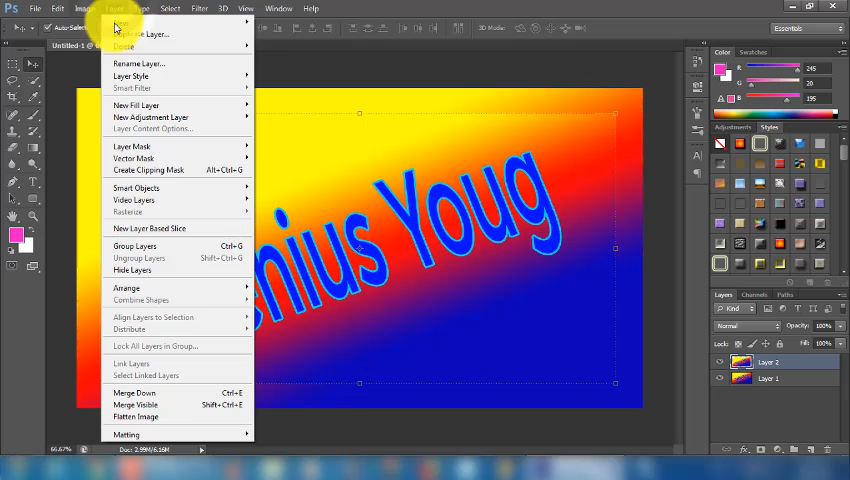 Ps File Edit Image Layer Type Select Filter 3D View Window Help
Auto-Select
3D Mode:
Essentials
Untitled-1 @
New
Duplicate Layer...
Delete
Rename Layer...
Layer Style
Smart Filter
New Fill Layer
New Adjustment Layer
Layer Content Options...
Layer Mask
Vector Mask
Create Clipping Mask Alt+Ctrl+G
Smart Objects
Video Layers
Rasterize
New Layer Based Slice
Group Layers Ctrl+G
Ungroup Layers Shift+Ctrl+G
Hide Layers
Arrange
Combine Shapes
Align Layers to Selection
Distribute
Lock All Layers in Group...
Link Layers
Select Linked Layers
Merge Down Ctrl+E
Merge Visible Shift+Ctrl+E
Flatten Image
Matting
enius Youg
66.67% Doc: 2.99M/6.16M
Color Swatches
R 245
G 20
B 195
Adjustments Styles
Layers Channels Paths
Kind
Normal Opacity: 100%
Lock: Fill: 100%
Layer 2
Layer 1
fx